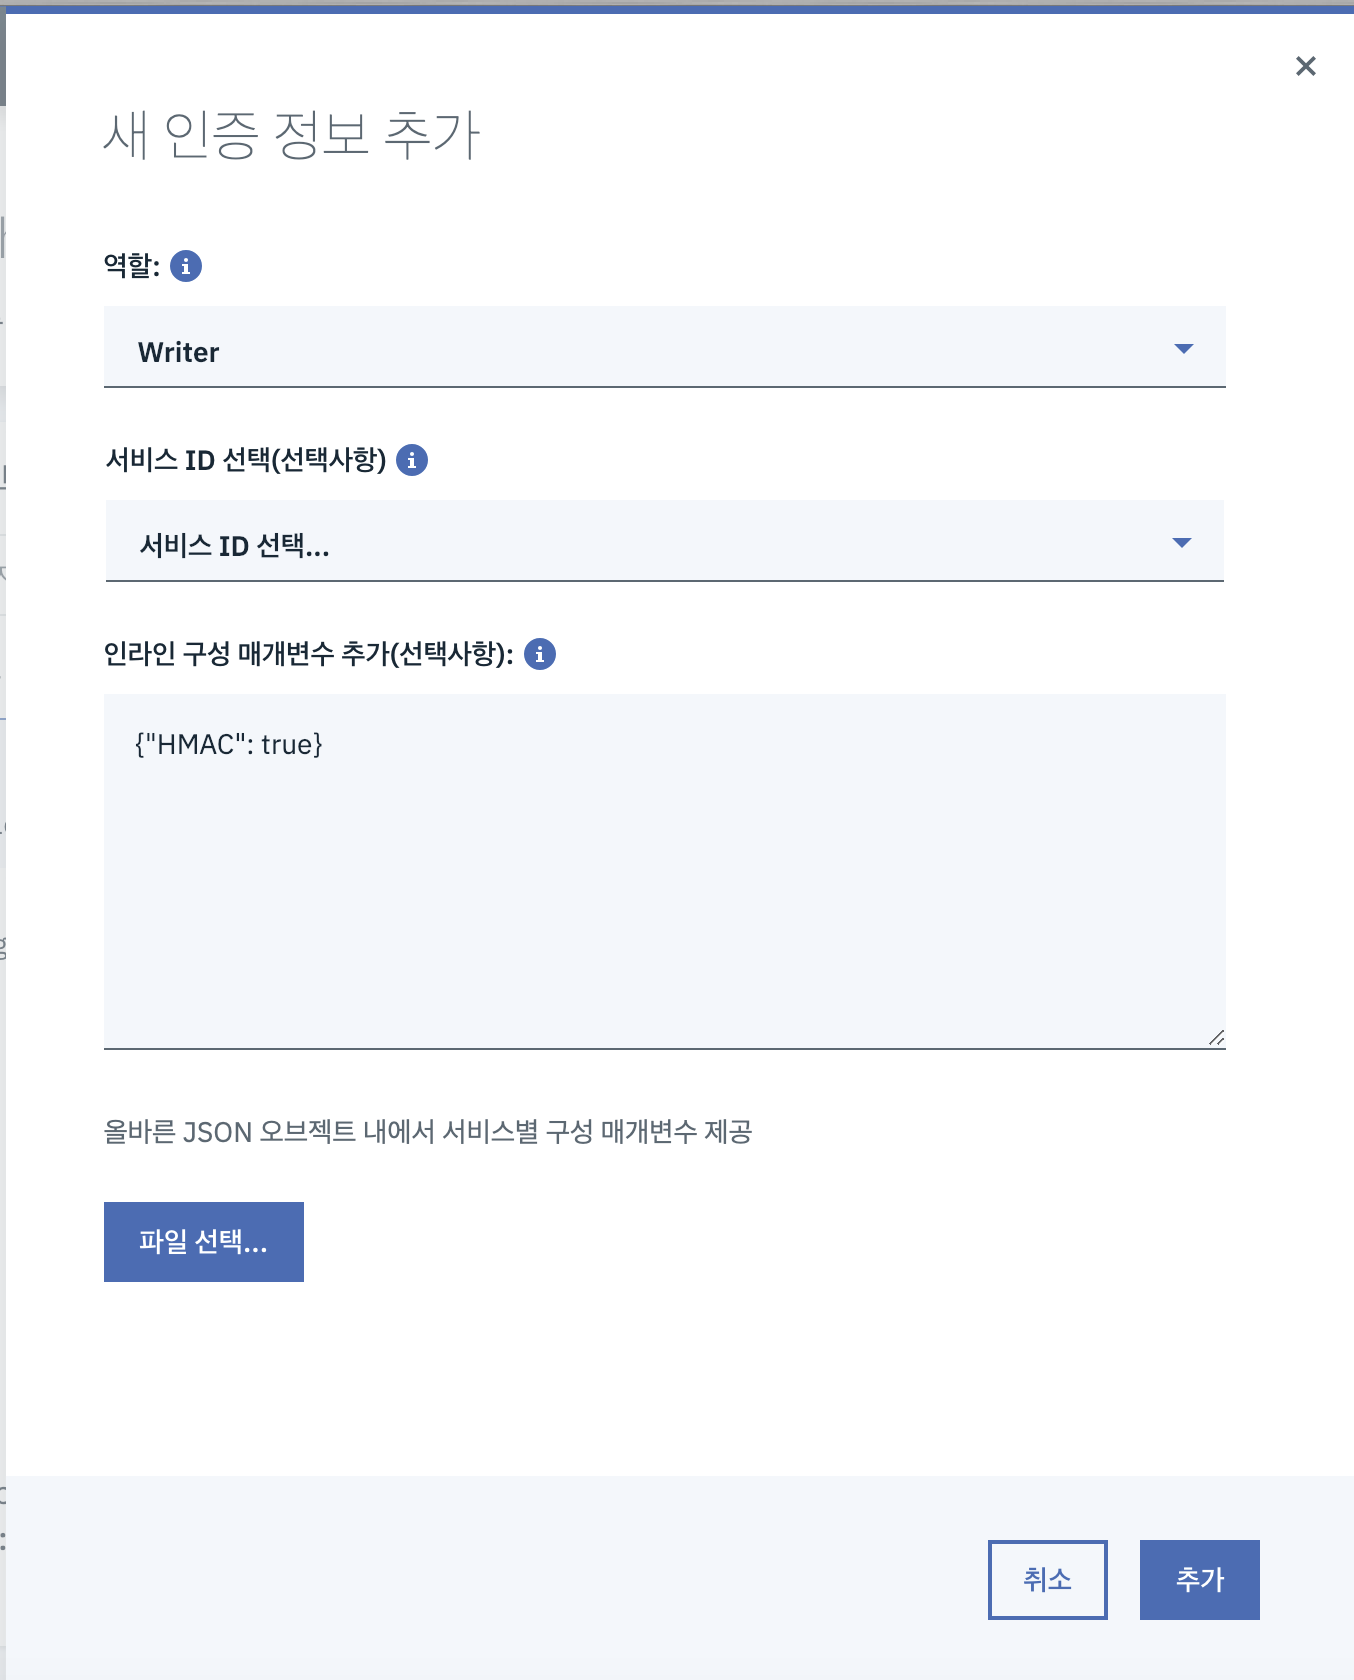 새 인증 정보 추가
역할:
Writer
서비스 ID 선택(선택사항)
서비스 ID 선택...
인라인 구성 매개변수 추가(선택사항):
{"HMAC": true}
올바른 JSON 오브젝트 내에서 서비스별 구성 매개변수 제공
파일 선택...
취소
추가